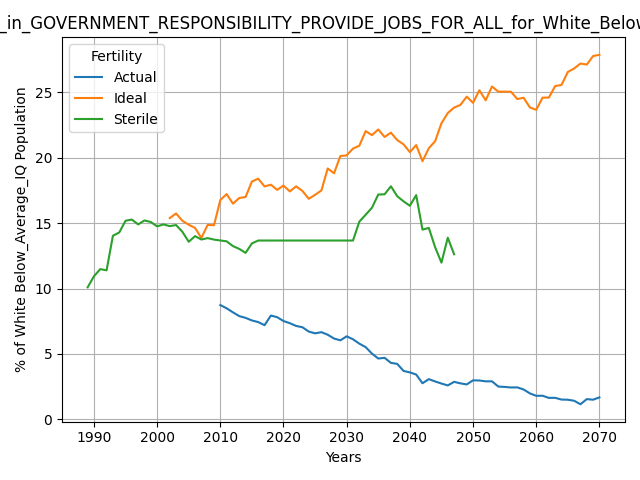 _in_GOVERNMENT_RESPONSIBILITY_PROVIDE_JOBS_FOR_ALL_for_White_Below
Fertility
Actual
Ideal
Sterile
% of White Below_Average_IQ Population
25
20
15
10
5
0
1990 2000 2010 2020 2030 2040 2050 2060 2070
Years